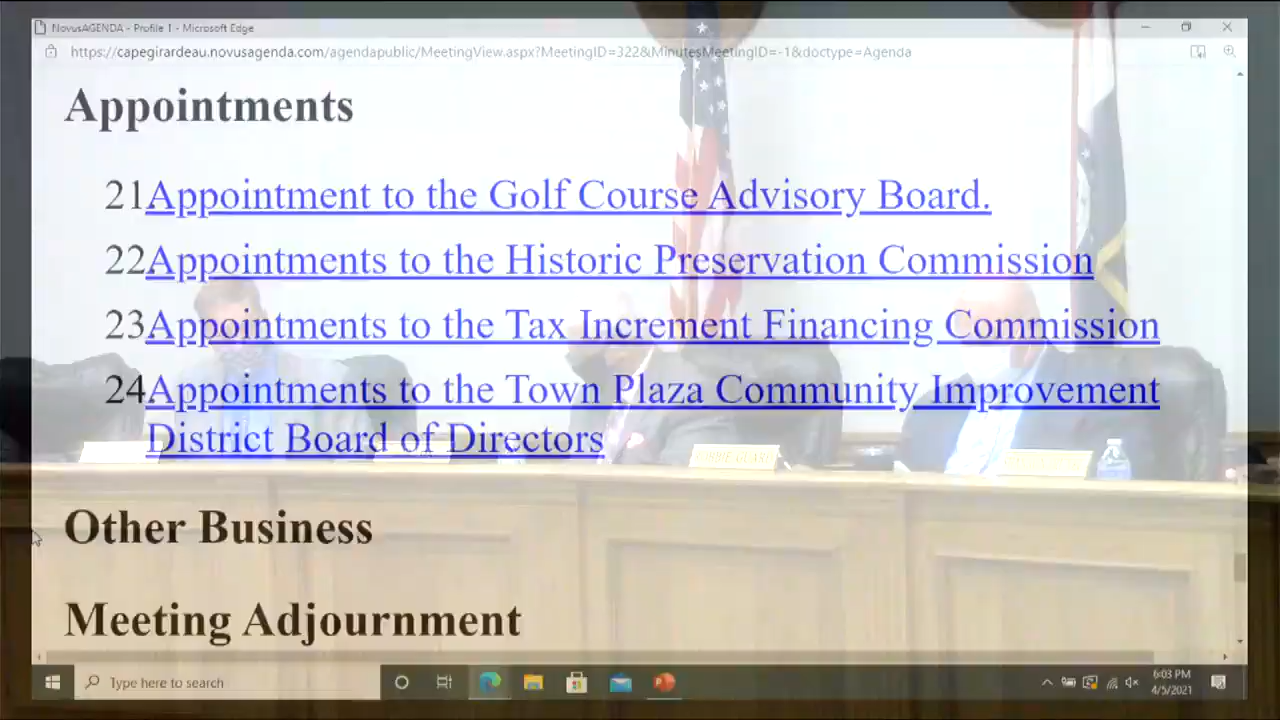 NovusAGENDA - Profile 1 - Microsoft Edge
https://capegirardeau.novusagenda.com/agendapublic/MeetingView.aspx?MeetingID=322&MinutesMeetingID=-1&doctype=Agenda
Appointments
21.Appointment to the Golf Course Advisory Board.
22.Appointments to the Historic Preservation Commission
23.Appointments to the Tax Increment Financing Commission
24.Appointments to the Town Plaza Community Improvement
District Board of Directors
Other Business
Meeting Adjournment
Type here to search
6:03 PM
4/5/2021